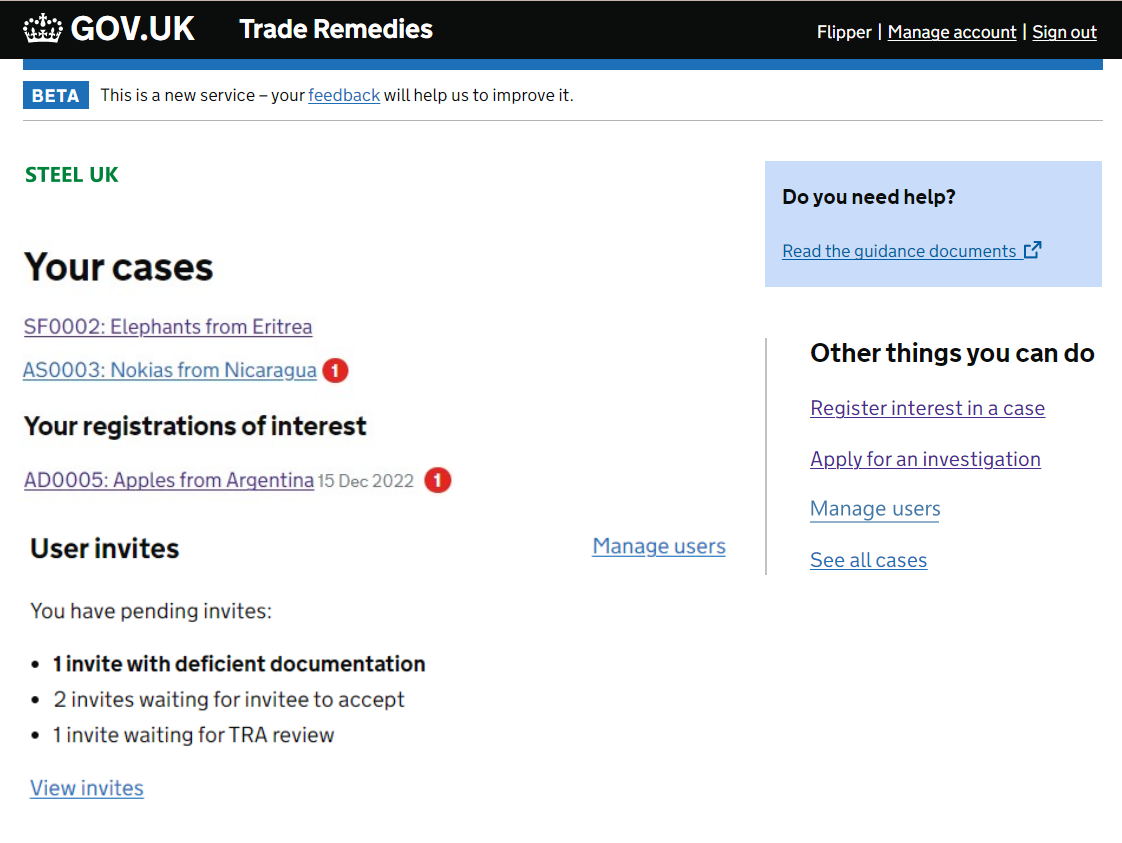 GOV.UK Trade Remedies Flipper | Manage account | Sign out
BETA This is a new service – your feedback will help us to improve it.
STEEL UK
Your cases
SF0002: Elephants from Eritrea
AS0003: Nokias from Nicaragua 1
Your registrations of interest
AD0005: Apples from Argentina 15 Dec 2022 1
User invites Manage users
You have pending invites:
• 1 invite with deficient documentation
• 2 invites waiting for invitee to accept
• 1 invite waiting for TRA review
View invites
Do you need help?
Read the guidance documents
Other things you can do
Register interest in a case
Apply for an investigation
Manage users
See all cases